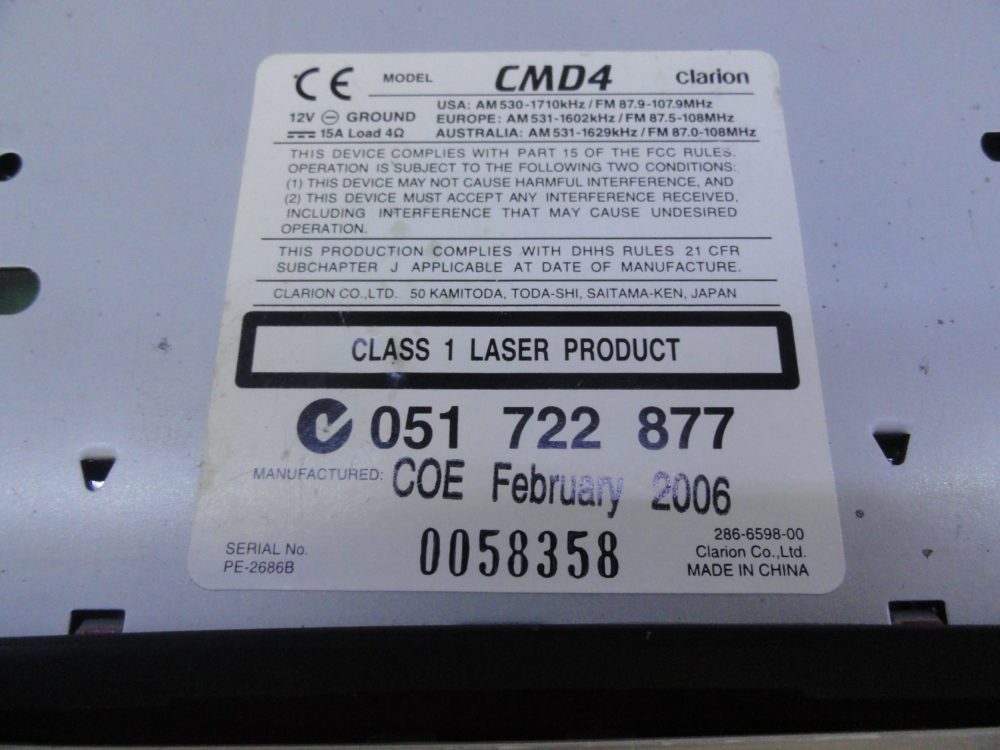 CE MODEL CMD4 clarion
12V ⊖ GROUND
15A Load 4Ω
USA: AM 530-1710kHz / FM 87.9-107.9MHz
EUROPE: AM 531-1602kHz / FM 87.5-108MHz
AUSTRALIA: AM 531-1629kHz / FM 87.0-108MHz
THIS DEVICE COMPLIES WITH PART 15 OF THE FCC RULES.
OPERATION IS SUBJECT TO THE FOLLOWING TWO CONDITIONS:
(1) THIS DEVICE MAY NOT CAUSE HARMFUL INTERFERENCE, AND
(2) THIS DEVICE MUST ACCEPT ANY INTERFERENCE RECEIVED,
INCLUDING INTERFERENCE THAT MAY CAUSE UNDESIRED
OPERATION.
THIS PRODUCTION COMPLIES WITH DHHS RULES 21 CFR
SUBCHAPTER J APPLICABLE AT DATE OF MANUFACTURE.
CLARION CO.,LTD. 50 KAMITODA, TODA-SHI, SAITAMA-KEN, JAPAN
CLASS 1 LASER PRODUCT
051 722 877
MANUFACTURED: COE February 2006
SERIAL No.
PE-2686B
0058358
286-6598-00
Clarion Co.,Ltd.
MADE IN CHINA